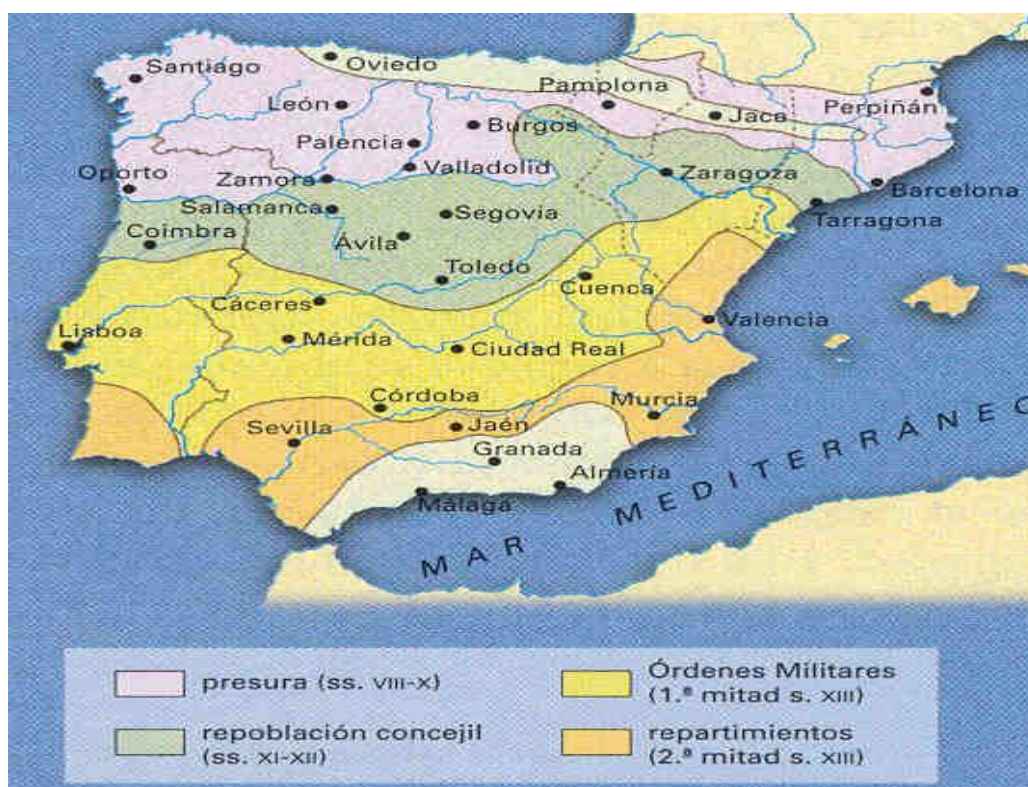 Santiago
Oviedo
León
Pamplona
Jaca
Perpiñán
Burgos
Palencia
Oporto
Zamora
Valladolid
Zaragoza
Barcelona
Salamanca
Segovia
Tarragona
Coimbra
Ávila
Toledo
Cuenca
Cáceres
Lisboa
Mérida
Ciudad Real
Valencia
Córdoba
Murcia
Sevilla
Jaén
Granada
Almería
Málaga
MAR MEDITERRÁNEO
presura (ss. VIII-X)
repoblación concejil
(ss. XI-XII)
Órdenes Militares
(1.ª mitad s. XIII)
repartimientos
(2.ª mitad s. XIII)